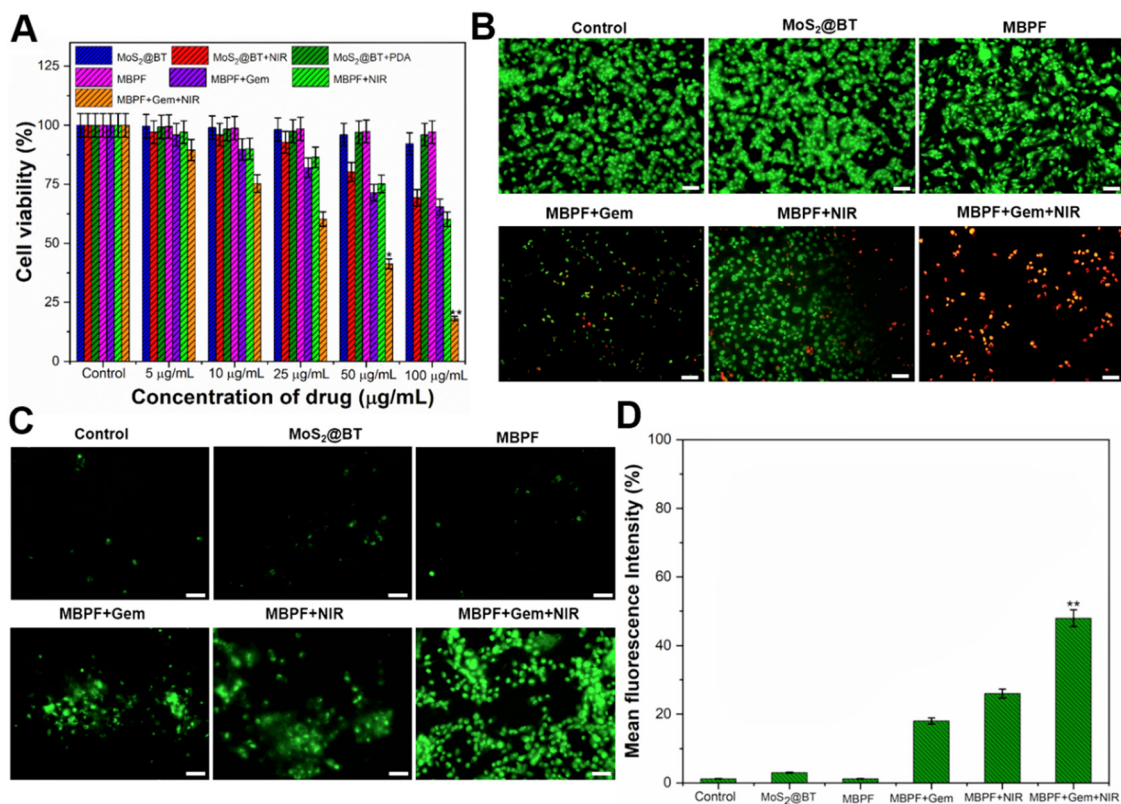 A
MoS₂@BT MoS₂@BT+NIR MoS₂@BT+PDA
MBPF MBPF+Gem MBPF+NIR
MBPF+Gem+NIR
Cell viability (%)
125
100
75
50
25
0
*
**
Control 5 µg/mL 10 µg/mL 25 µg/mL 50 µg/mL 100 µg/mL
Concentration of drug (µg/mL)
B
Control MoS₂@BT MBPF
MBPF+Gem MBPF+NIR MBPF+Gem+NIR
C
Control MoS₂@BT MBPF
MBPF+Gem MBPF+NIR MBPF+Gem+NIR
D
Mean fluorescence Intensity (%)
100
80
60
40
20
0
**
Control MoS₂@BT MBPF MBPF+Gem MBPF+NIR MBPF+Gem+NIR